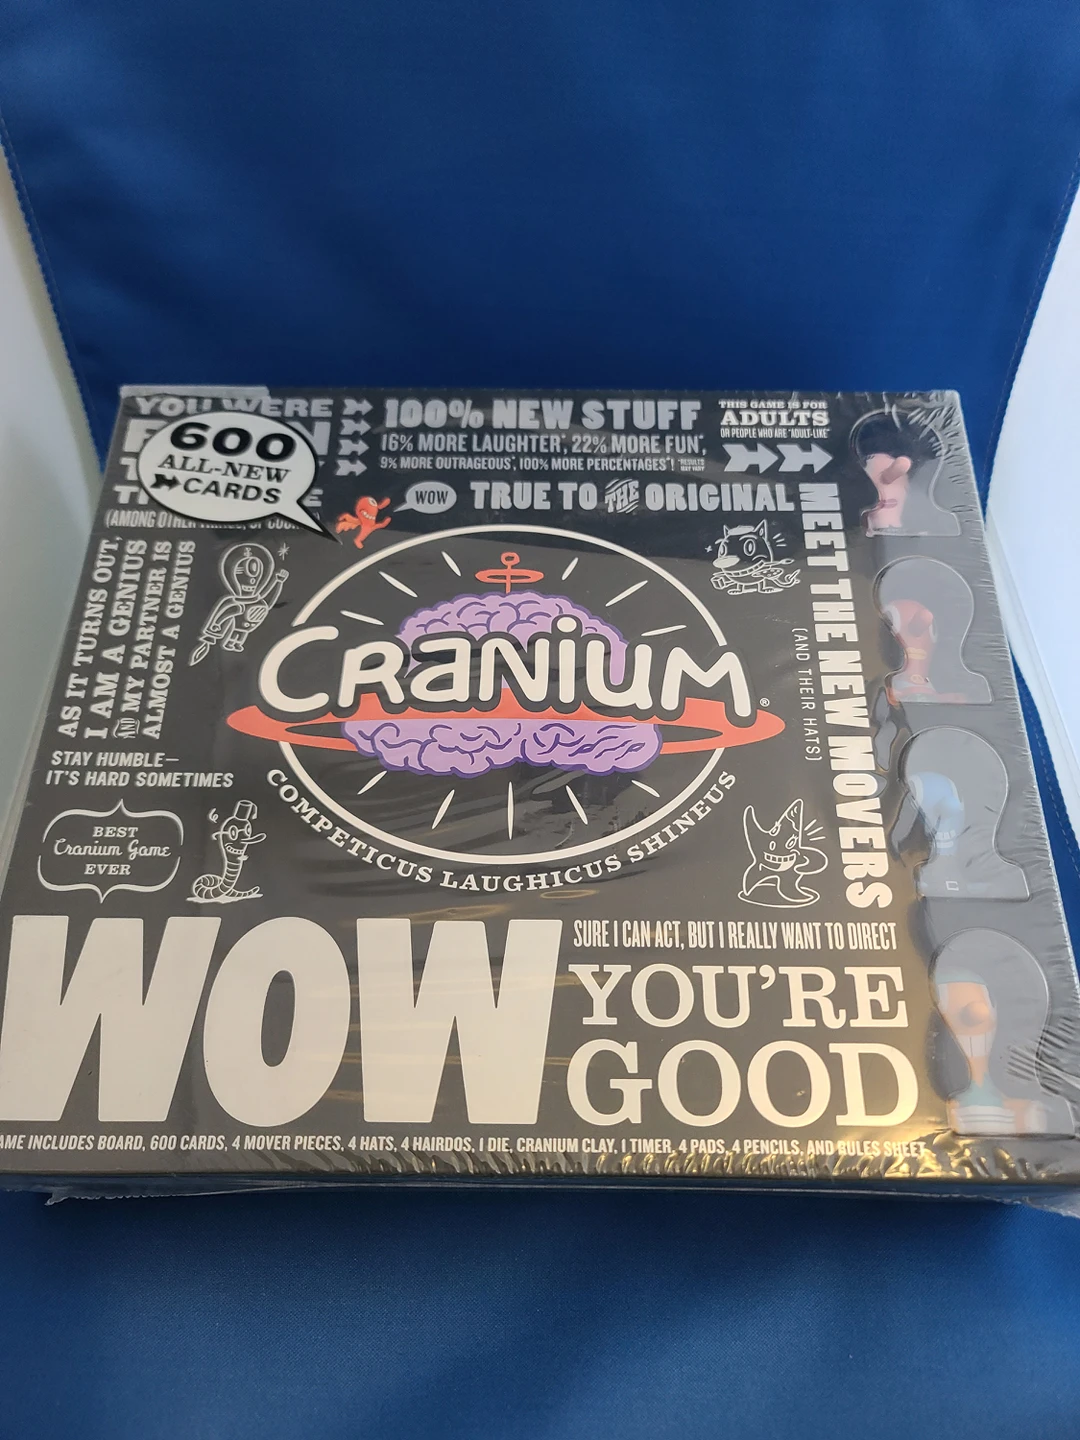 YOU WERE
600
ALL-NEW
CARDS
(AMONG OTHER
100% NEW STUFF
16% MORE LAUGHTER*, 22% MORE FUN*,
9% MORE OUTRAGEOUS*, 100% MORE PERCENTAGES*! *RESULTS
MAY VARY
THIS GAME IS FOR
ADULTS
OR PEOPLE WHO ARE "ADULT-LIKE"
WOW
TRUE TO THE ORIGINAL
MEET THE NEW MOVERS
(AND THEIR HATS)
AS IT TURNS OUT,
I AM A GENIUS
AND MY PARTNER IS
ALMOST A GENIUS
STAY HUMBLE—
IT'S HARD SOMETIMES
BEST
Cranium Game
EVER
CRANIUM®
COMPETICUS LAUGHICUS SHINEUS
WOW
SURE I CAN ACT, BUT I REALLY WANT TO DIRECT
YOU'RE
GOOD
AME INCLUDES BOARD, 600 CARDS, 4 MOVER PIECES, 4 HATS, 4 HAIRDOS, 1 DIE, CRANIUM CLAY, 1 TIMER, 4 PADS, 4 PENCILS, AND RULES SHEET